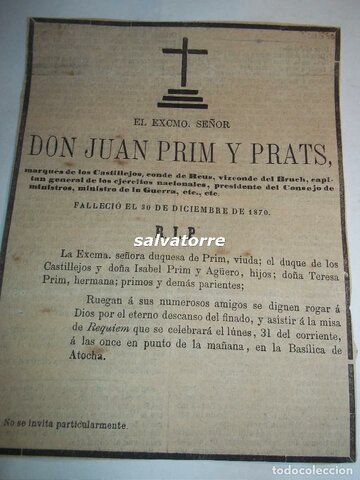 EL EXCMO. SEÑOR
DON JUAN PRIM Y PRATS,
marqués de los Castillejos, conde de Reus, vizconde del Bruch, capi-
tan general de los ejércitos nacionales, presidente del Consejo de
ministros, ministro de la Guerra, etc., etc.
FALLECIÓ EL 30 DE DICIEMBRE DE 1870.
salvatorre
R. I. P.
La Excma. señora duquesa de Prim, viuda; el duque de los
Castillejos y doña Isabel Prim y Agüero, hijos; doña Teresa
Prim, hermana; primos y demás parientes;
Ruegan á sus numerosos amigos se dignen rogar á
Dios por el eterno descanso del finado, y asistir á la misa
de Requiem que se celebrará el lúnes, 31 del corriente,
á las once en punto de la mañana, en la Basílica de
Atocha.
No se invita particularmente.
todocoleccion